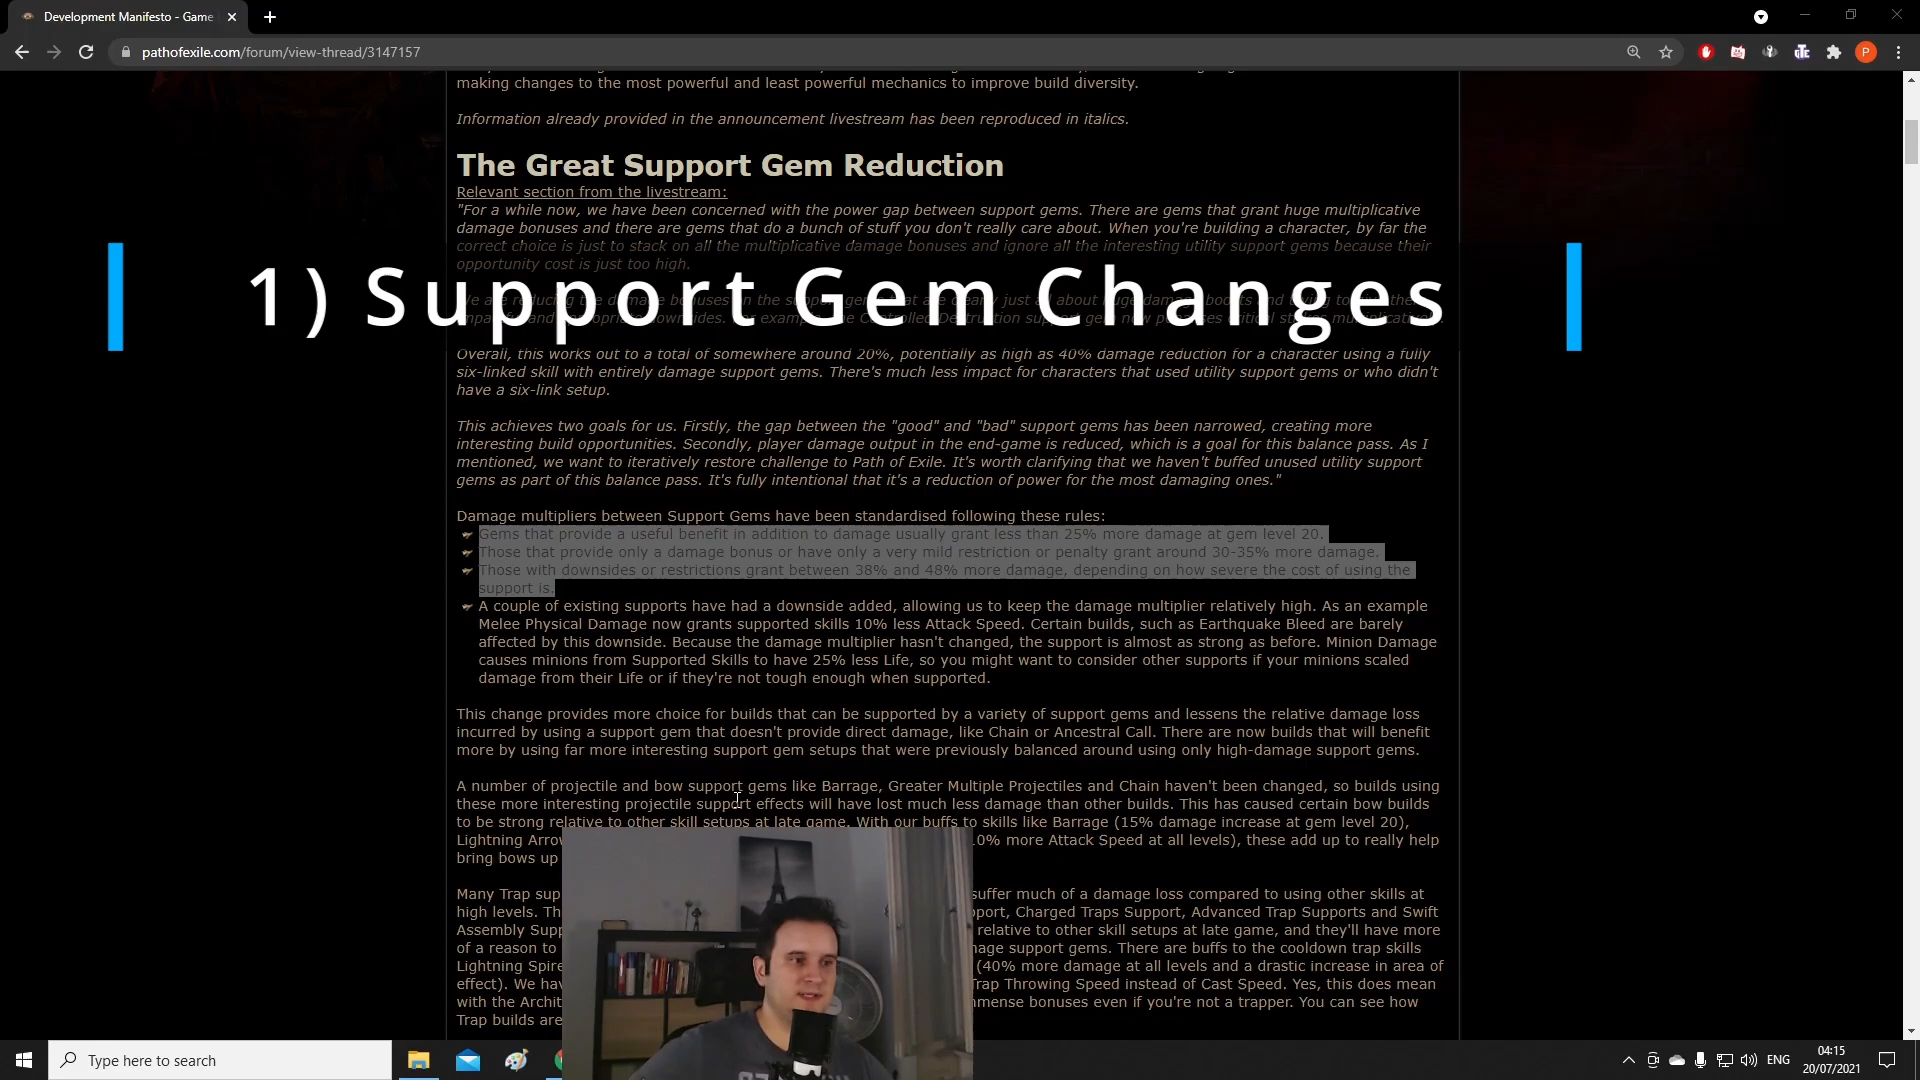 Development Manifesto - Game
pathofexile.com/forum/view-thread/3147157
P
making changes to the most powerful and least powerful mechanics to improve build diversity.
Information already provided in the announcement livestream has been reproduced in italics.
The Great Support Gem Reduction
Relevant section from the livestream:
"For a while now, we have been concerned with the power gap between support gems. There are gems that grant huge multiplicative
damage bonuses and there are gems that do a bunch of stuff you don't really care about. When you're building a character, by far the
correct choice is just to stack on all the multiplicative damage bonuses and ignore all the interesting utility support gems because their
opportunity cost is just too high.
1) Support Gem Changes
Overall, this works out to a total of somewhere around 20%, potentially as high as 40% damage reduction for a character using a fully
six-linked skill with entirely damage support gems. There's much less impact for characters that used utility support gems or who didn't
have a six-link setup.
This achieves two goals for us. Firstly, the gap between the "good" and "bad" support gems has been narrowed, creating more
interesting build opportunities. Secondly, player damage output in the end-game is reduced, which is a goal for this balance pass. As I
mentioned, we want to iteratively restore challenge to Path of Exile. It's worth clarifying that we haven't buffed unused utility support
gems as part of this balance pass. It's fully intentional that it's a reduction of power for the most damaging ones."
Damage multipliers between Support Gems have been standardised following these rules:
Gems that provide a useful benefit in addition to damage usually grant less than 25% more damage at gem level 20.
Those that provide only a damage bonus or have only a very mild restriction or penalty grant around 30-35% more damage.
Those with downsides or restrictions grant between 38% and 48% more damage, depending on how severe the cost of using the
support is.
A couple of existing supports have had a downside added, allowing us to keep the damage multiplier relatively high. As an example
Melee Physical Damage now grants supported skills 10% less Attack Speed. Certain builds, such as Earthquake Bleed are barely
affected by this downside. Because the damage multiplier hasn't changed, the support is almost as strong as before. Minion Damage
causes minions from Supported Skills to have 25% less Life, so you might want to consider other supports if your minions scaled
damage from their Life or if they're not tough enough when supported.
This change provides more choice for builds that can be supported by a variety of support gems and lessens the relative damage loss
incurred by using a support gem that doesn't provide direct damage, like Chain or Ancestral Call. There are now builds that will benefit
more by using far more interesting support gem setups that were previously balanced around using only high-damage support gems.
A number of projectile and bow support gems like Barrage, Greater Multiple Projectiles and Chain haven't been changed, so builds using
these more interesting projectile support effects will have lost much less damage than other builds. This has caused certain bow builds
to be strong relative to other skill setups at late game. With our buffs to skills like Barrage (15% damage increase at gem level 20),
Lightning Arrow 10% more Attack Speed at all levels), these add up to really help
bring bows up
Many Trap sup suffer much of a damage loss compared to using other skills at
high levels. Th port, Charged Traps Support, Advanced Trap Supports and Swift
Assembly Supp relative to other skill setups at late game, and they'll have more
of a reason to mage support gems. There are buffs to the cooldown trap skills
Lightning Spire (40% more damage at all levels and a drastic increase in area of
effect). We hav Trap Throwing Speed instead of Cast Speed. Yes, this does mean
with the Archit mmense bonuses even if you're not a trapper. You can see how
Trap builds are
Type here to search
ENG
04:15
20/07/2021